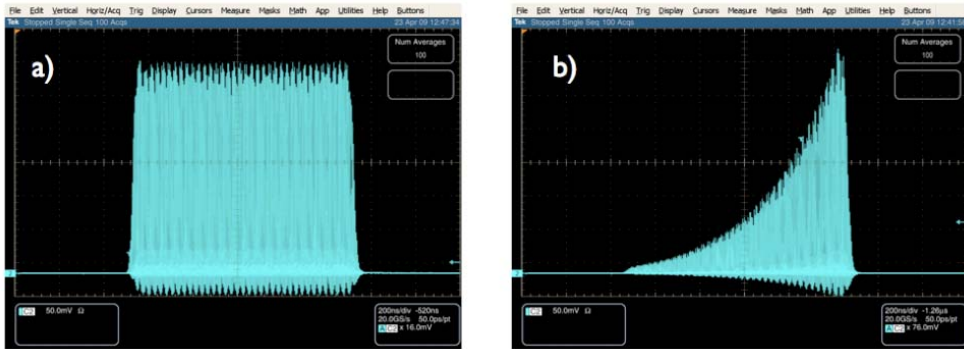 File Edit Vertical Horiz/Acq Trig Display Cursors Measure Masks Math App Utilities Help Buttons
Tek Stopped Single Seq 100 Acqs 23 Apr 09 12:47:34
a)
Num Averages
100
2
C2 50.0mV Ω
200ns/div -520ns
20.0GS/s 50.0ps/pt
A C2 x 16.0mV
File Edit Vertical Horiz/Acq Trig Display Cursors Measure Masks Math App Utilities Help Buttons
Tek Stopped Single Seq 100 Acqs
b)
Num Averages
100
2
C2 50.0mV Ω
200ns/div -1.26µs
20.0GS/s 50.0ps/pt
A C2 x 76.0mV